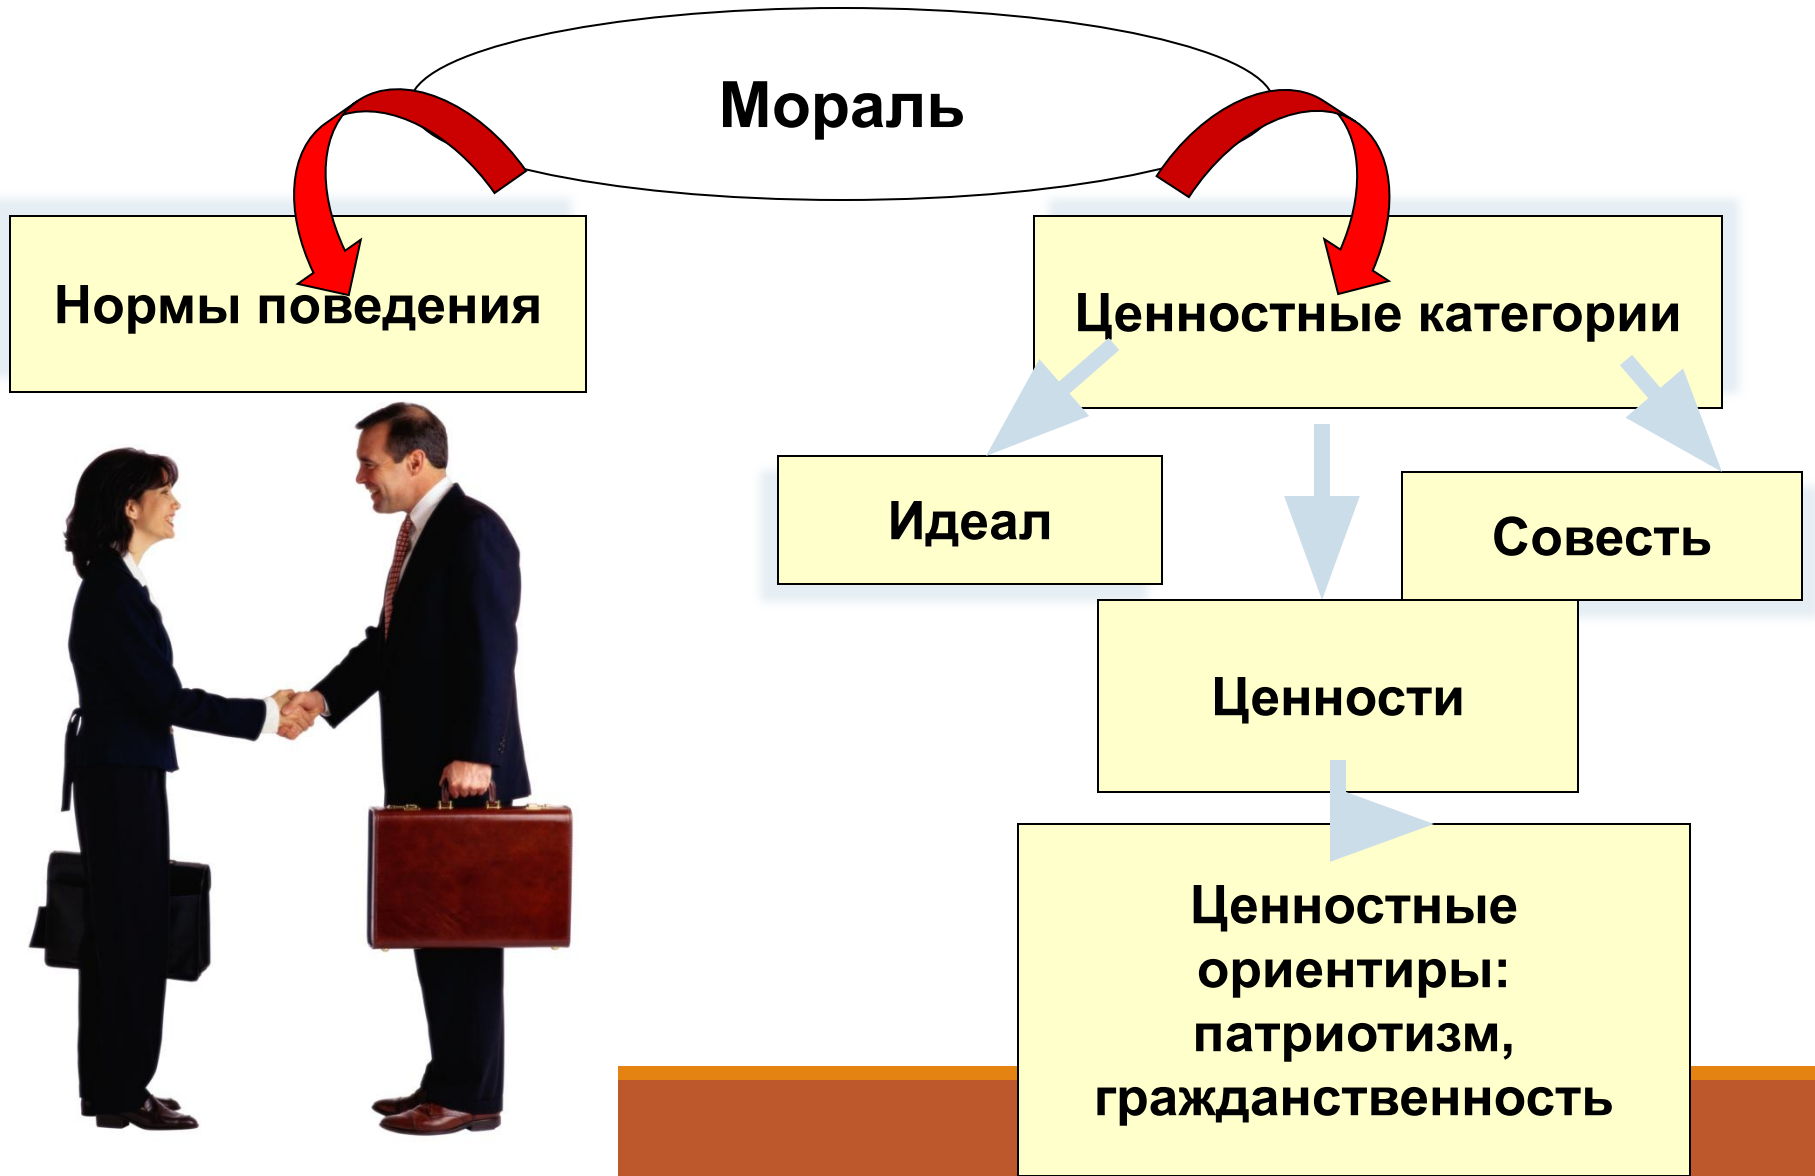 Мораль
Нормы поведения
Ценностные категории
Идеал
Совесть
Ценности
Ценностные
ориентиры:
патриотизм,
гражданственность